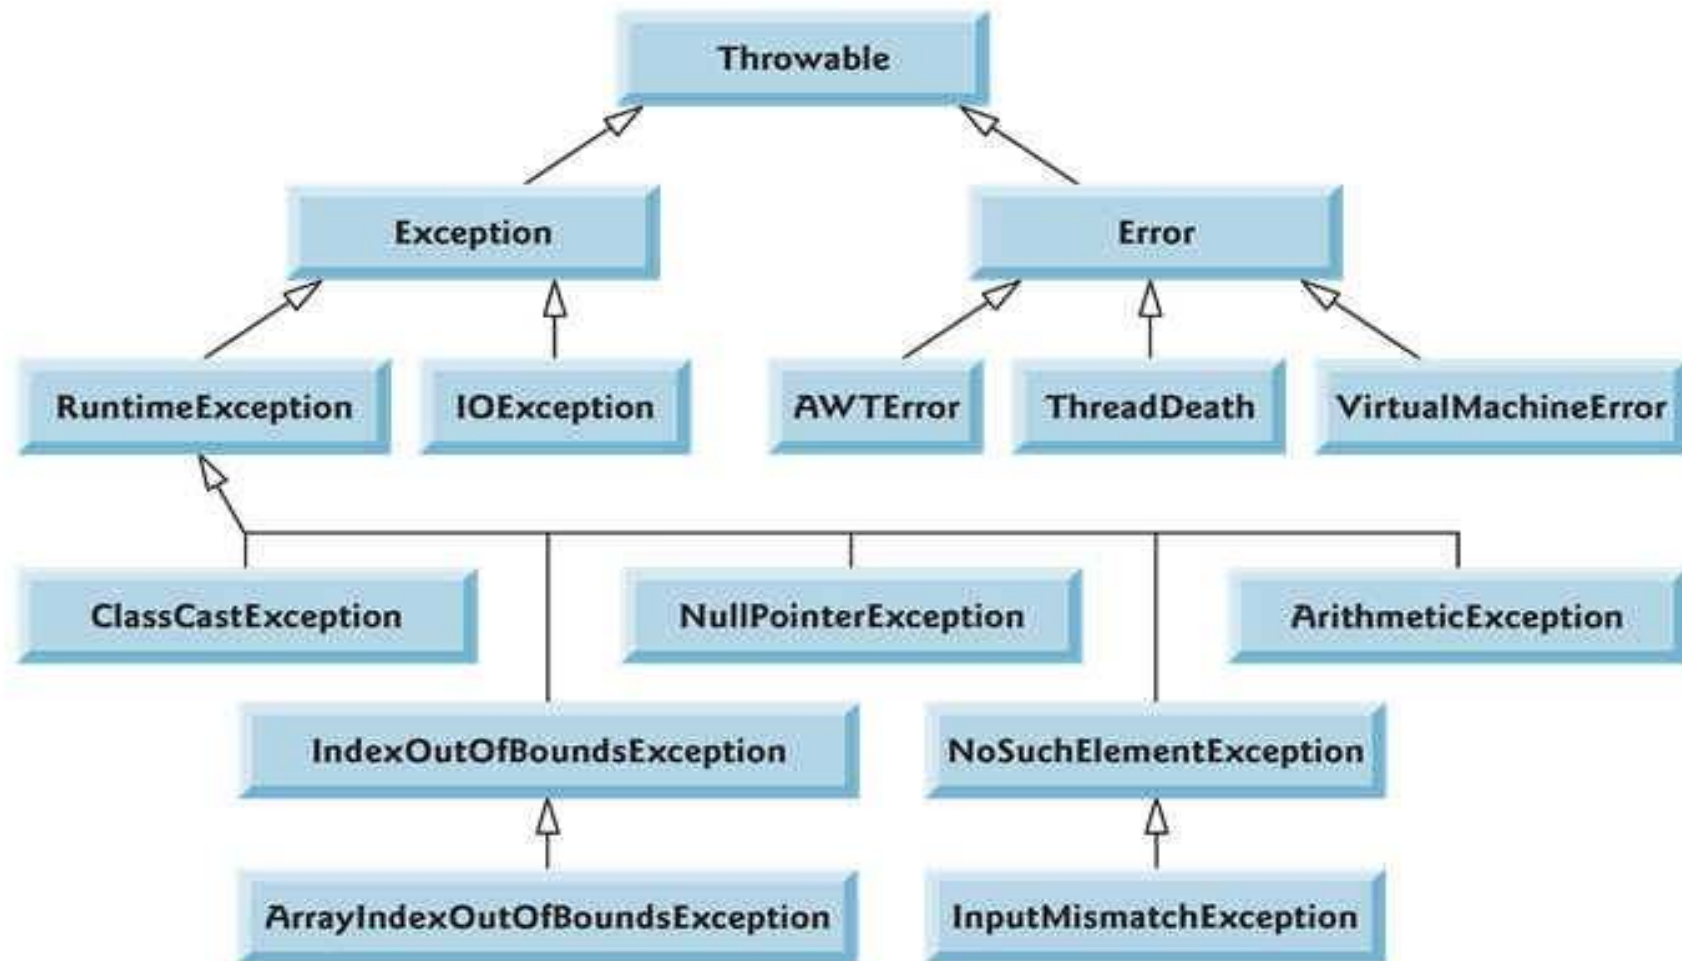 Throwable
Exception
Error
RuntimeException
IOException
AWTError
ThreadDeath
VirtualMachineError
ClassCastException
NullPointerException
ArithmeticException
IndexOutOfBoundsException
NoSuchElementException
ArrayIndexOutOfBoundsException
InputMismatchException